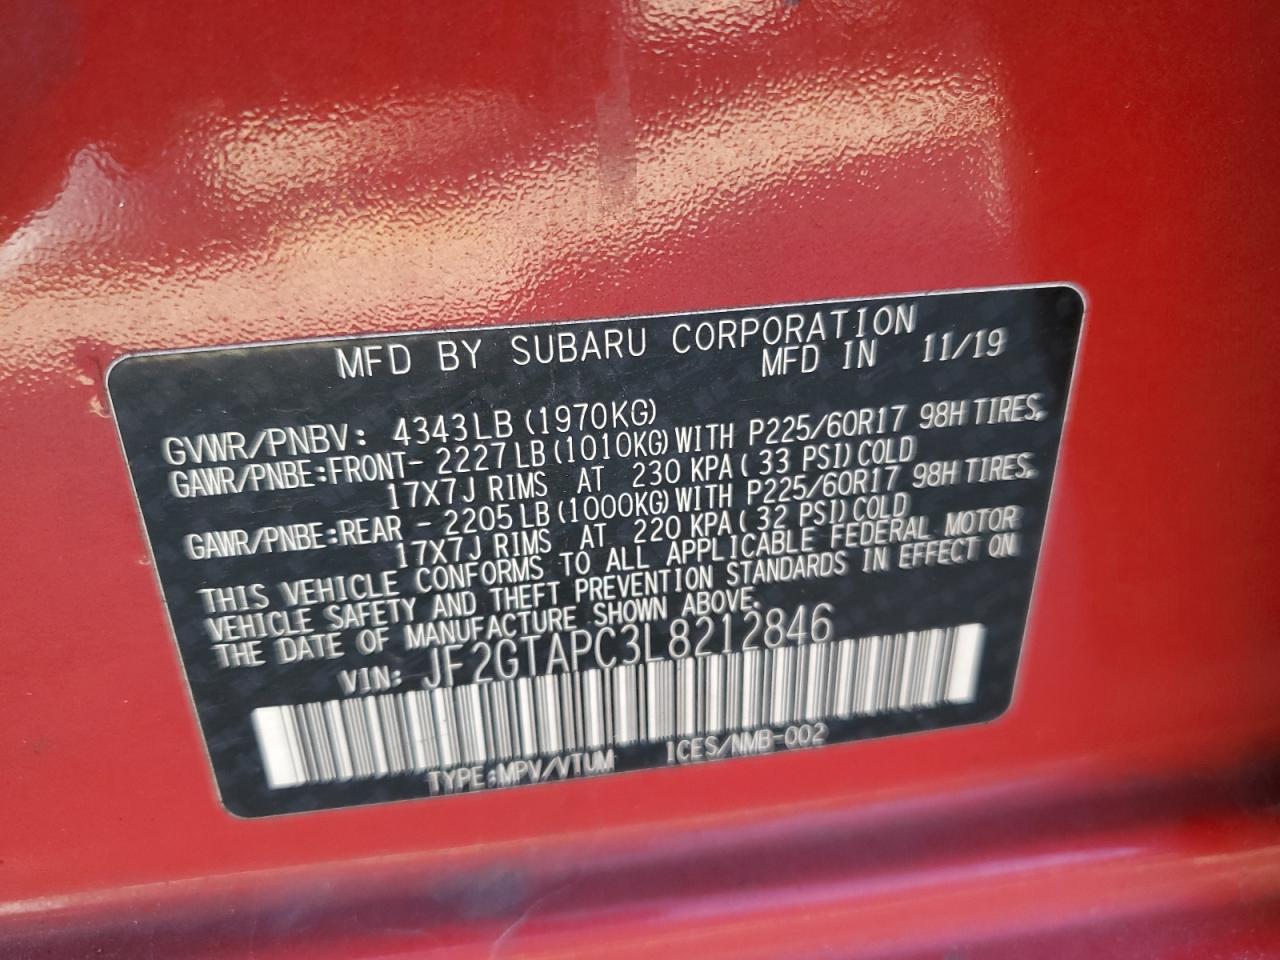 MFD BY SUBARU CORPORATION
MFD IN 11/19
GVWR/PNBV: 4343LB (1970KG)
GAWR/PNBE:FRONT- 2227LB (1010KG) WITH P225/60R17 98H TIRES,
17X7J RIMS AT 230 KPA( 33 PSI) COLD
GAWR/PNBE:REAR - 2205LB (1000KG) WITH P225/60R17 98H TIRES,
17X7J RIMS AT 220 KPA( 32 PSI) COLD
THIS VEHICLE CONFORMS TO ALL APPLICABLE FEDERAL MOTOR
VEHICLE SAFETY AND THEFT PREVENTION STANDARDS IN EFFECT ON
THE DATE OF MANUFACTURE SHOWN ABOVE.
VIN: JF2GTAPC3L8212846
TYPE:MPV/VTUM ICES/NMB-002